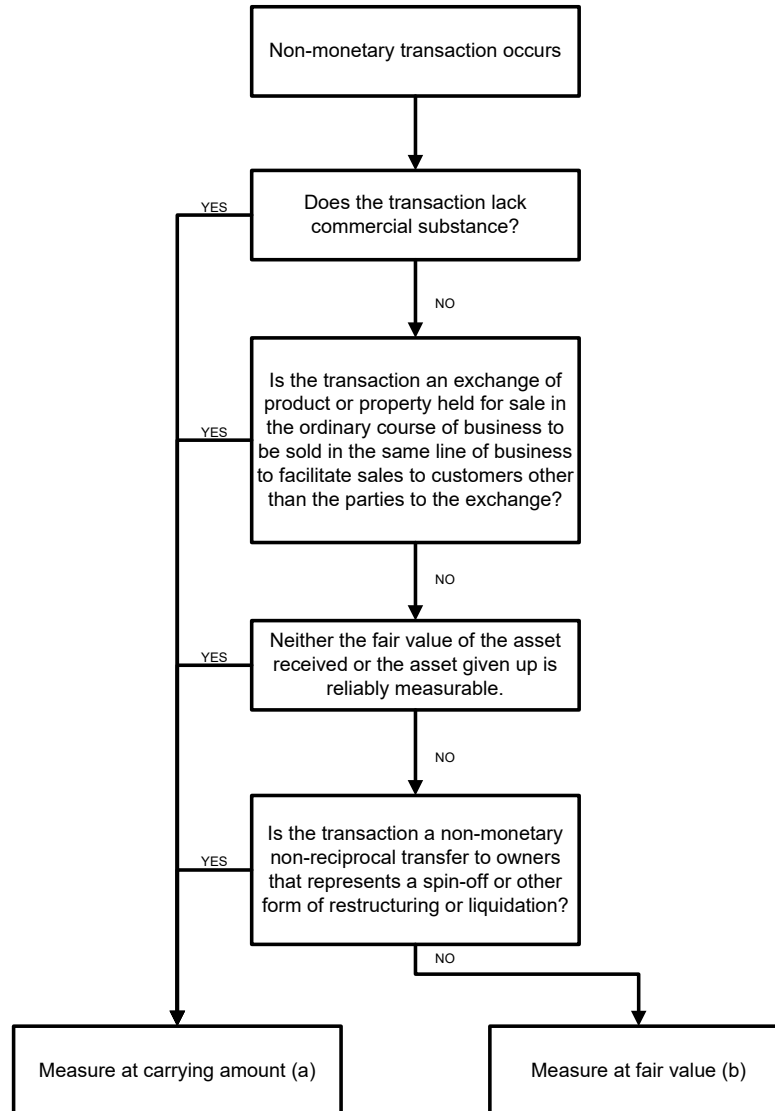 Non-monetary transaction occurs
Does the transaction lack
commercial substance?
YES
NO
Is the transaction an exchange of
product or property held for sale in
the ordinary course of business to
be sold in the same line of business
to facilitate sales to customers other
than the parties to the exchange?
YES
NO
Neither the fair value of the asset
received or the asset given up is
reliably measurable.
YES
NO
Is the transaction a non-monetary
non-reciprocal transfer to owners
that represents a spin-off or other
form of restructuring or liquidation?
YES
NO
Measure at carrying amount (a)
Measure at fair value (b)